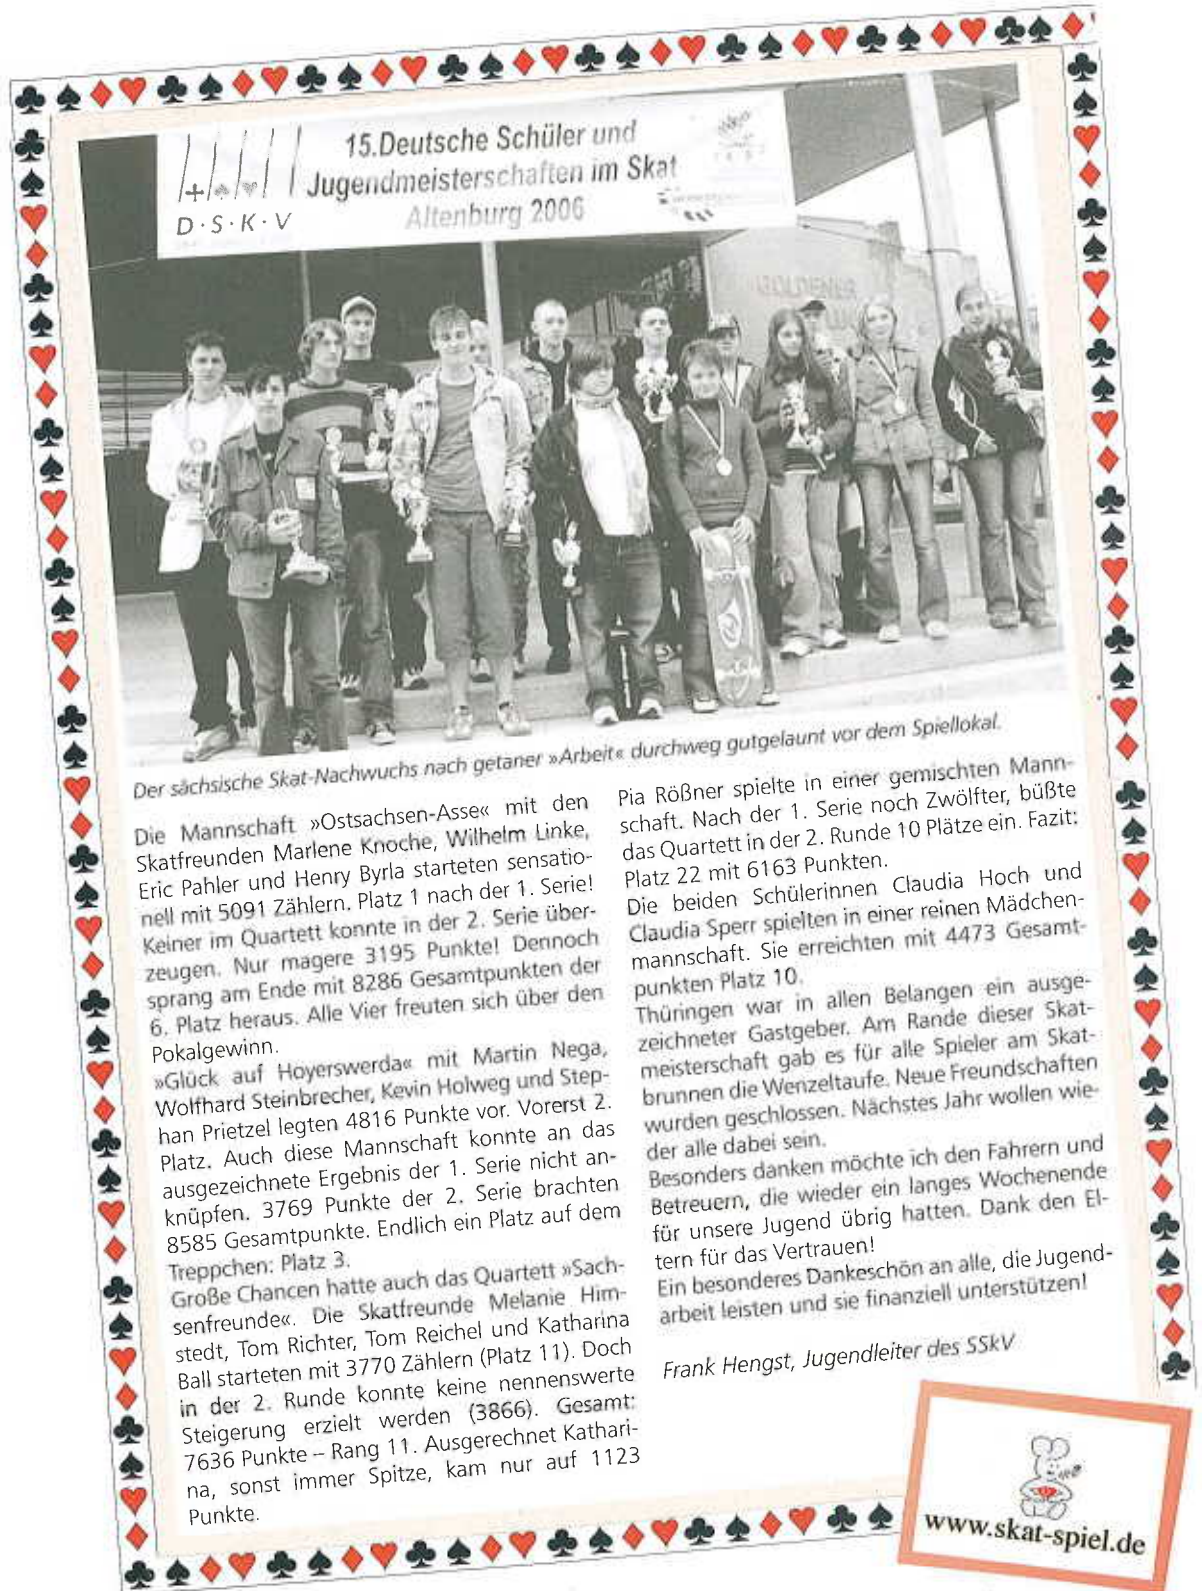 15.Deutsche Schüler und
Jugendmeisterschaften im Skat
Altenburg 2006
D·S·K·V
GOLDENER
Der sächsische Skat-Nachwuchs nach getaner »Arbeit« durchweg gutgelaunt vor dem Spiellokal.
Die Mannschaft »Ostsachsen-Asse« mit den
Skatfreunden Marlene Knoche, Wilhelm Linke,
Eric Pahler und Henry Byrla starteten sensatio-
nell mit 5091 Zählern. Platz 1 nach der 1. Serie!
Keiner im Quartett konnte in der 2. Serie über-
zeugen. Nur magere 3195 Punkte! Dennoch
sprang am Ende mit 8286 Gesamtpunkten der
6. Platz heraus. Alle Vier freuten sich über den
Pokalgewinn.
»Glück auf Hoyerswerda« mit Martin Nega,
Wolfhard Steinbrecher, Kevin Holweg und Step-
han Prietzel legten 4816 Punkte vor. Vorerst 2.
Platz. Auch diese Mannschaft konnte an das
ausgezeichnete Ergebnis der 1. Serie nicht an-
knüpfen. 3769 Punkte der 2. Serie brachten
8585 Gesamtpunkte. Endlich ein Platz auf dem
Treppchen: Platz 3.
Große Chancen hatte auch das Quartett »Sach-
senfreunde«. Die Skatfreunde Melanie Him-
stedt, Tom Richter, Tom Reichel und Katharina
Ball starteten mit 3770 Zählern (Platz 11). Doch
in der 2. Runde konnte keine nennenswerte
Steigerung erzielt werden (3866). Gesamt:
7636 Punkte – Rang 11. Ausgerechnet Kathari-
na, sonst immer Spitze, kam nur auf 1123
Punkte.
Pia Rößner spielte in einer gemischten Mann-
schaft. Nach der 1. Serie noch Zwölfter, büßte
das Quartett in der 2. Runde 10 Plätze ein. Fazit:
Platz 22 mit 6163 Punkten.
Die beiden Schülerinnen Claudia Hoch und
Claudia Sperr spielten in einer reinen Mädchen-
mannschaft. Sie erreichten mit 4473 Gesamt-
punkten Platz 10.
Thüringen war in allen Belangen ein ausge-
zeichneter Gastgeber. Am Rande dieser Skat-
meisterschaft gab es für alle Spieler am Skat-
brunnen die Wenzeltaufe. Neue Freundschaften
wurden geschlossen. Nächstes Jahr wollen wie-
der alle dabei sein.
Besonders danken möchte ich den Fahrern und
Betreuern, die wieder ein langes Wochenende
für unsere Jugend übrig hatten. Dank den El-
tern für das Vertrauen!
Ein besonderes Dankeschön an alle, die Jugend-
arbeit leisten und sie finanziell unterstützen!
Frank Hengst, Jugendleiter des SSkV
www.skat-spiel.de